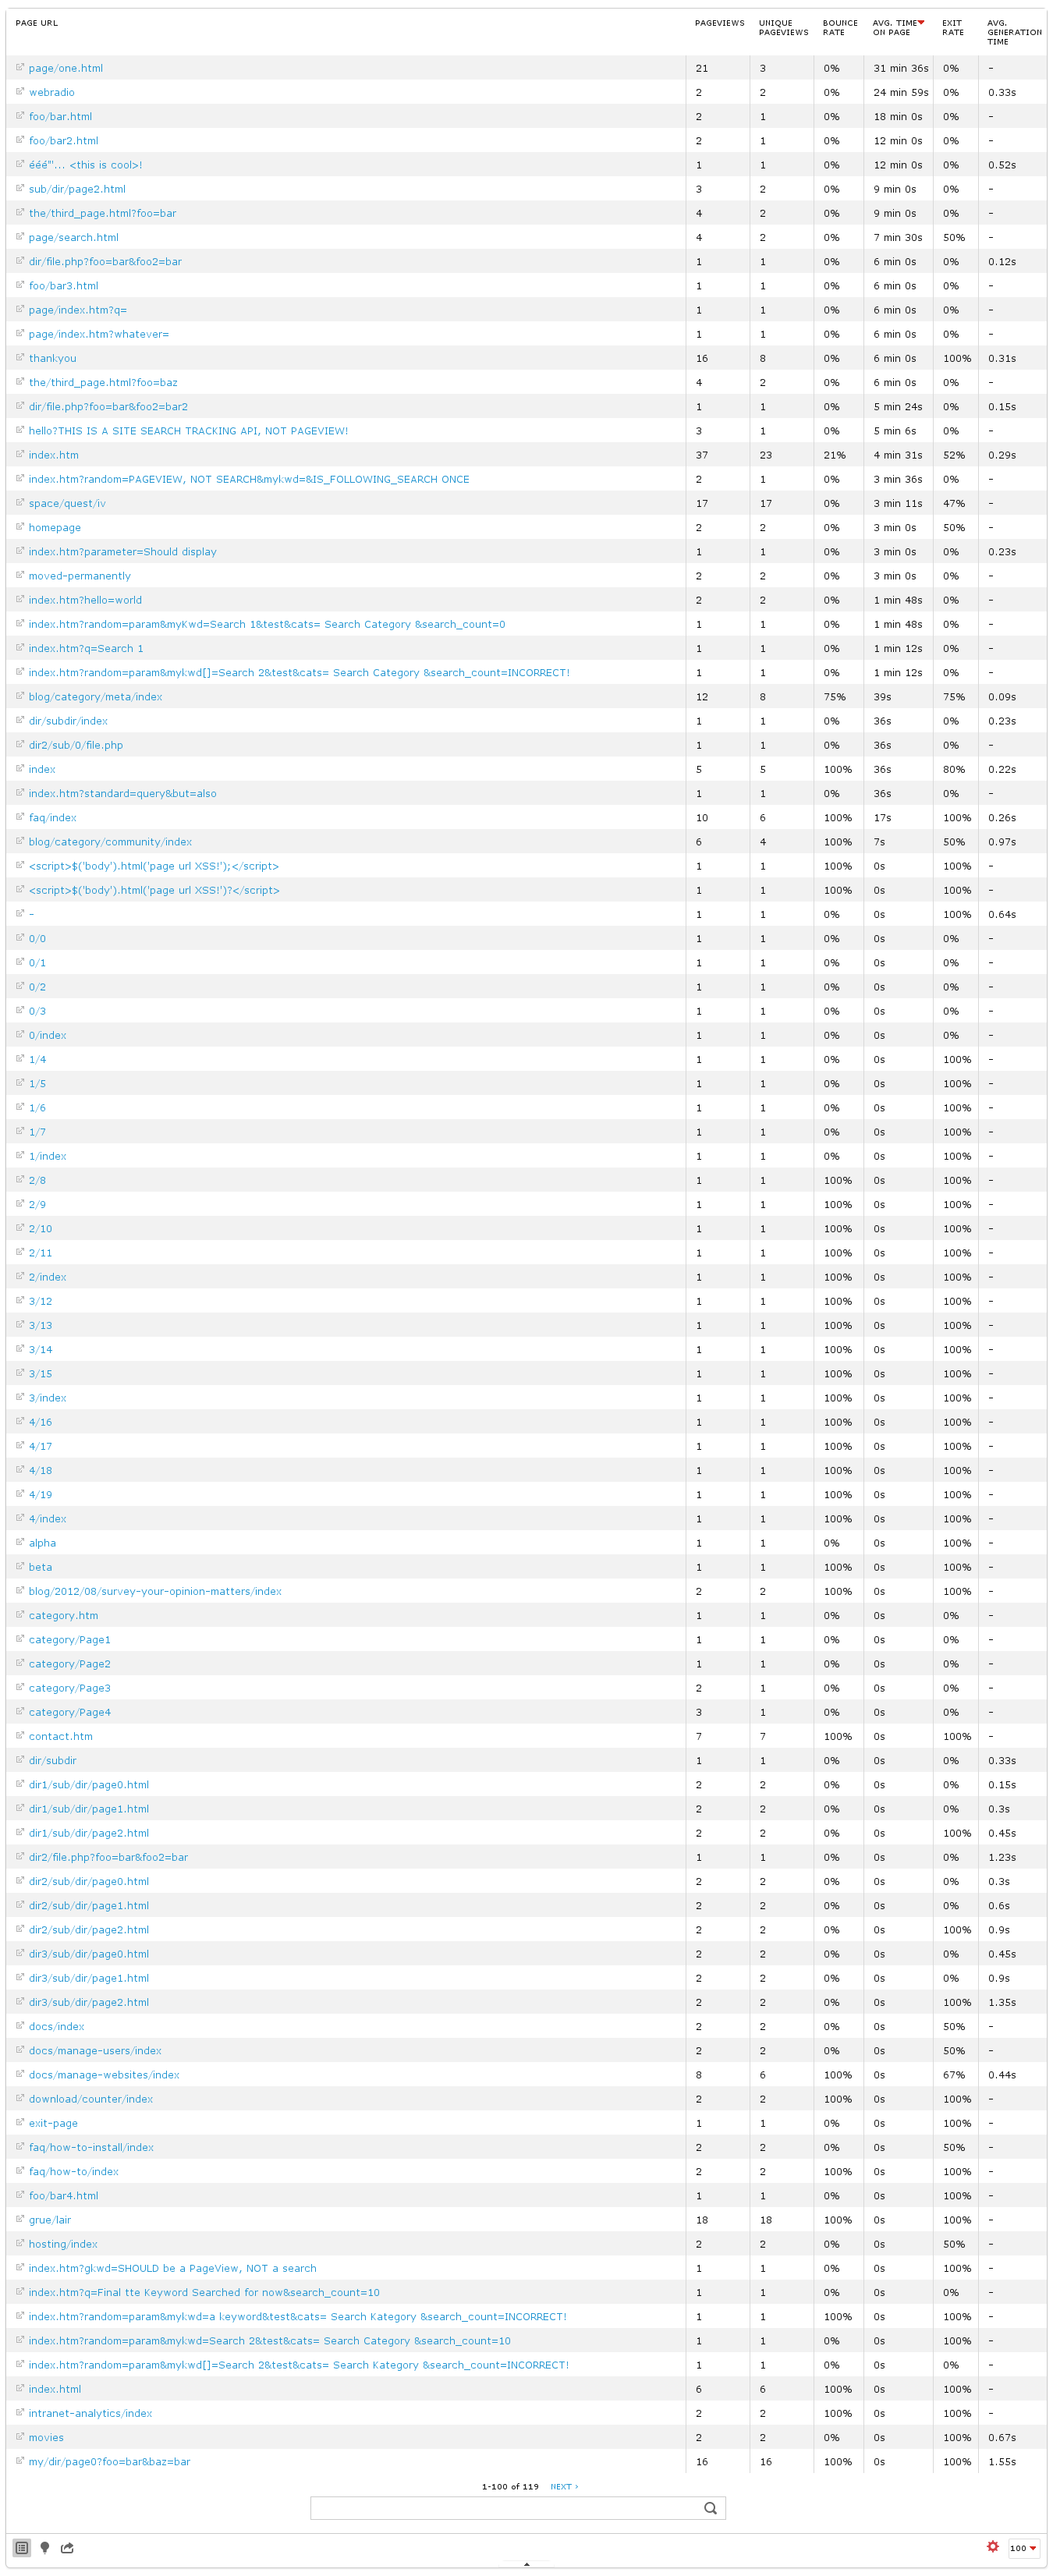 PAGE URL PAGEVIEWS UNIQUE PAGEVIEWS BOUNCE RATE AVG. TIME ON PAGE EXIT RATE AVG. GENERATION TIME
page/one.html 21 3 0% 31 min 36s 0% -
webradio 2 2 0% 24 min 59s 0% 0.33s
foo/bar.html 2 1 0% 18 min 0s 0% -
foo/bar2.html 2 1 0% 12 min 0s 0% -
ééé"'... <this is cool>! 1 1 0% 12 min 0s 0% 0.52s
sub/dir/page2.html 3 2 0% 9 min 0s 0% -
the/third_page.html?foo=bar 4 2 0% 9 min 0s 0% -
page/search.html 4 2 0% 7 min 30s 50% -
dir/file.php?foo=bar&foo2=bar 1 1 0% 6 min 0s 0% 0.12s
foo/bar3.html 1 1 0% 6 min 0s 0% -
page/index.htm?q= 1 1 0% 6 min 0s 0% -
page/index.htm?whatever= 1 1 0% 6 min 0s 0% -
thankyou 16 8 0% 6 min 0s 100% 0.31s
the/third_page.html?foo=baz 4 2 0% 6 min 0s 0% -
dir/file.php?foo=bar&foo2=bar2 1 1 0% 5 min 24s 0% 0.15s
hello?THIS IS A SITE SEARCH TRACKING API, NOT PAGEVIEW! 3 1 0% 5 min 6s 0% -
index.htm 37 23 21% 4 min 31s 52% 0.29s
index.htm?random=PAGEVIEW, NOT SEARCH&mykwd=&IS_FOLLOWING_SEARCH ONCE 2 1 0% 3 min 36s 0% -
space/quest/iv 17 17 0% 3 min 11s 47% -
homepage 2 2 0% 3 min 0s 50% -
index.htm?parameter=Should display 1 1 0% 3 min 0s 0% 0.23s
moved-permanently 2 2 0% 3 min 0s 0% -
index.htm?hello=world 2 2 0% 1 min 48s 0% -
index.htm?random=param&myKwd=Search 1&test&cats= Search Category &search_count=0 1 1 0% 1 min 48s 0% -
index.htm?q=Search 1 1 1 0% 1 min 12s 0% -
index.htm?random=param&mykwd[]=Search 2&test&cats= Search Category &search_count=INCORRECT! 1 1 0% 1 min 12s 0% -
blog/category/meta/index 12 8 75% 39s 75% 0.09s
dir/subdir/index 1 1 0% 36s 0% 0.23s
dir2/sub/0/file.php 1 1 0% 36s 0% -
index 5 5 100% 36s 80% 0.22s
index.htm?standard=query&but=also 1 1 0% 36s 0% -
faq/index 10 6 100% 17s 100% 0.26s
blog/category/community/index 6 4 100% 7s 50% 0.97s
<script>$('body').html('page url XSS!');</script> 1 1 100% 0s 100% -
<script>$('body').html('page url XSS!')?</script> 1 1 100% 0s 100% -
- 1 1 0% 0s 100% 0.64s
0/0 1 1 0% 0s 0% -
0/1 1 1 0% 0s 0% -
0/2 1 1 0% 0s 0% -
0/3 1 1 0% 0s 0% -
0/index 1 1 0% 0s 0% -
1/4 1 1 0% 0s 100% -
1/5 1 1 0% 0s 100% -
1/6 1 1 0% 0s 100% -
1/7 1 1 0% 0s 100% -
1/index 1 1 0% 0s 100% -
2/8 1 1 100% 0s 100% -
2/9 1 1 100% 0s 100% -
2/10 1 1 100% 0s 100% -
2/11 1 1 100% 0s 100% -
2/index 1 1 100% 0s 100% -
3/12 1 1 100% 0s 100% -
3/13 1 1 100% 0s 100% -
3/14 1 1 100% 0s 100% -
3/15 1 1 100% 0s 100% -
3/index 1 1 100% 0s 100% -
4/16 1 1 100% 0s 100% -
4/17 1 1 100% 0s 100% -
4/18 1 1 100% 0s 100% -
4/19 1 1 100% 0s 100% -
4/index 1 1 100% 0s 100% -
alpha 1 1 0% 0s 100% -
beta 1 1 100% 0s 100% -
blog/2012/08/survey-your-opinion-matters/index 2 2 100% 0s 100% -
category.htm 1 1 0% 0s 0% -
category/Page1 1 1 0% 0s 0% -
category/Page2 1 1 0% 0s 0% -
category/Page3 2 1 0% 0s 0% -
category/Page4 3 1 0% 0s 0% -
contact.htm 7 7 100% 0s 100% -
dir/subdir 1 1 0% 0s 0% 0.33s
dir1/sub/dir/page0.html 2 2 0% 0s 0% 0.15s
dir1/sub/dir/page1.html 2 2 0% 0s 0% 0.3s
dir1/sub/dir/page2.html 2 2 0% 0s 100% 0.45s
dir2/file.php?foo=bar&foo2=bar 1 1 0% 0s 0% 1.23s
dir2/sub/dir/page0.html 2 2 0% 0s 0% 0.3s
dir2/sub/dir/page1.html 2 2 0% 0s 0% 0.6s
dir2/sub/dir/page2.html 2 2 0% 0s 100% 0.9s
dir3/sub/dir/page0.html 2 2 0% 0s 0% 0.45s
dir3/sub/dir/page1.html 2 2 0% 0s 0% 0.9s
dir3/sub/dir/page2.html 2 2 0% 0s 100% 1.35s
docs/index 2 2 0% 0s 50% -
docs/manage-users/index 2 2 0% 0s 50% -
docs/manage-websites/index 8 6 100% 0s 67% 0.44s
download/counter/index 2 2 100% 0s 100% -
exit-page 1 1 0% 0s 100% -
faq/how-to-install/index 2 2 0% 0s 50% -
faq/how-to/index 2 2 100% 0s 100% -
foo/bar4.html 1 1 0% 0s 100% -
grue/lair 18 18 100% 0s 100% -
hosting/index 2 2 0% 0s 50% -
index.htm?gkwd=SHOULD be a PageView, NOT a search 1 1 0% 0s 100% -
index.htm?q=Final tte Keyword Searched for now&search_count=10 1 1 0% 0s 0% -
index.htm?random=param&mykwd=a keyword&test&cats= Search Kategory &search_count=INCORRECT! 1 1 100% 0s 100% -
index.htm?random=param&mykwd=Search 2&test&cats= Search Category &search_count=10 1 1 0% 0s 100% -
index.htm?random=param&mykwd[]=Search 2&test&cats= Search Kategory &search_count=INCORRECT! 1 1 0% 0s 0% -
index.html 6 6 100% 0s 100% -
intranet-analytics/index 2 2 100% 0s 100% -
movies 2 2 0% 0s 100% 0.67s
my/dir/page0?foo=bar&baz=bar 16 16 100% 0s 100% 1.55s
1-100 of 119 NEXT ›
100